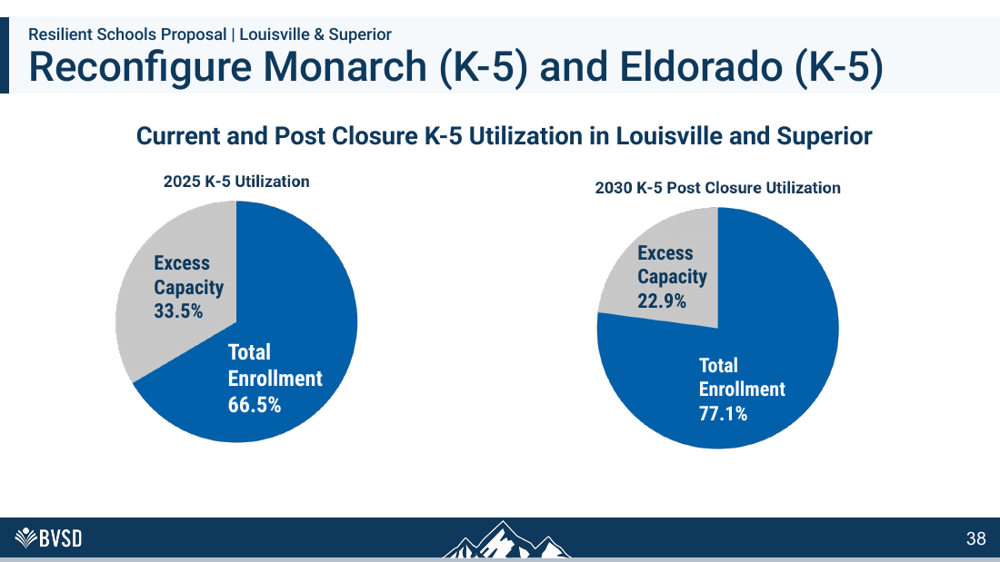 Resilient Schools Proposal | Louisville & Superior
Reconfigure Monarch (K-5) and Eldorado (K-5)
Current and Post Closure K-5 Utilization in Louisville and Superior
2025 K-5 Utilization
Excess
Capacity
33.5%
Total
Enrollment
66.5%
2030 K-5 Post Closure Utilization
Excess
Capacity
22.9%
Total
Enrollment
77.1%
BVSD
38